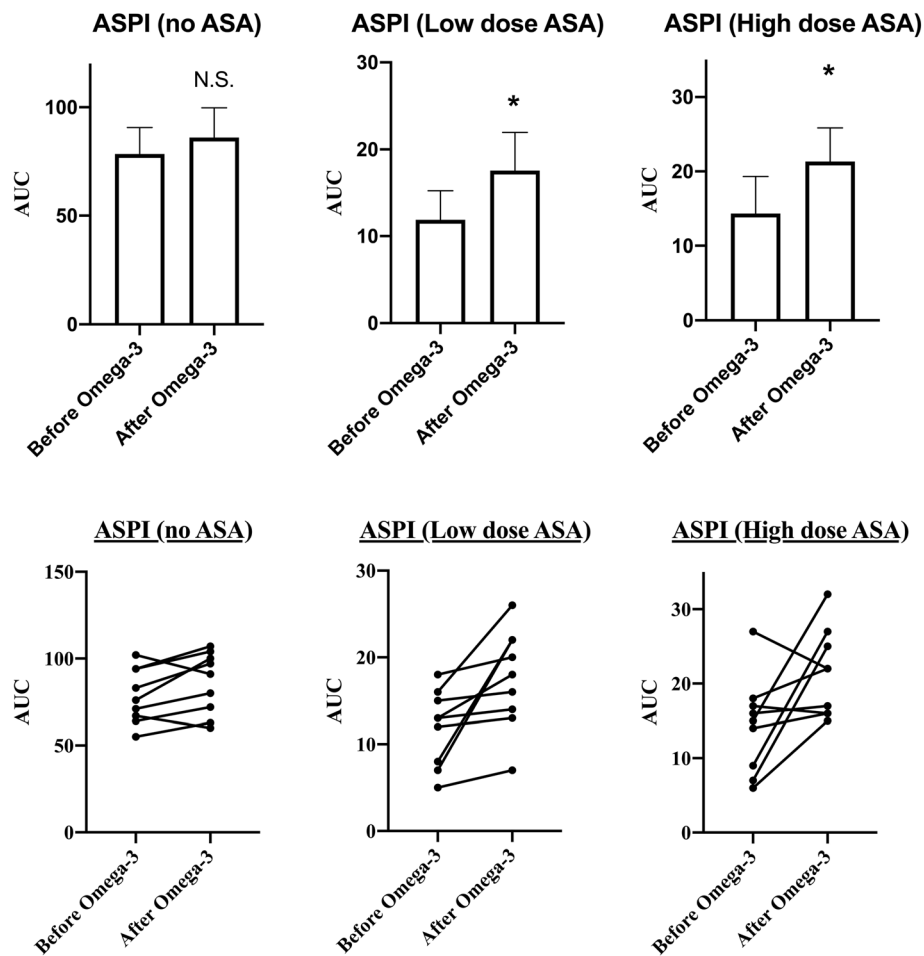 ASPI (no ASA)
ASPI (Low dose ASA)
ASPI (High dose ASA)
AUC
100
50
0
N.S.
Before Omega-3
After Omega-3
AUC
30
20
10
0
*
Before Omega-3
After Omega-3
AUC
30
20
10
0
*
Before Omega-3
After Omega-3
ASPI (no ASA)
ASPI (Low dose ASA)
ASPI (High dose ASA)
AUC
150
100
50
0
Before Omega-3
After Omega-3
AUC
30
20
10
0
Before Omega-3
After Omega-3
AUC
30
20
10
0
Before Omega-3
After Omega-3